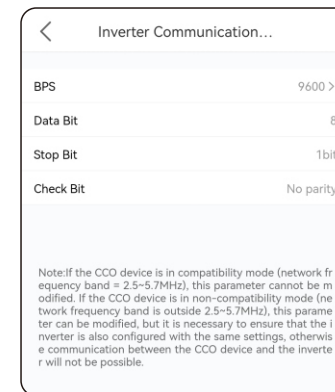 Inverter Communication...
BPS 9600 >
Data Bit 8
Stop Bit 1bit
Check Bit No parity
Note:If the CCO device is in compatibility mode (network fr
equency band = 2.5~5.7MHz), this parameter cannot be m
odified. If the CCO device is in non-compatibility mode (ne
twork frequency band is outside 2.5~5.7MHz), this parame
ter can be modified, but it is necessary to ensure that the i
nverter is also configured with the same settings, otherwis
e communication between the CCO device and the inverte
r will not be possible.